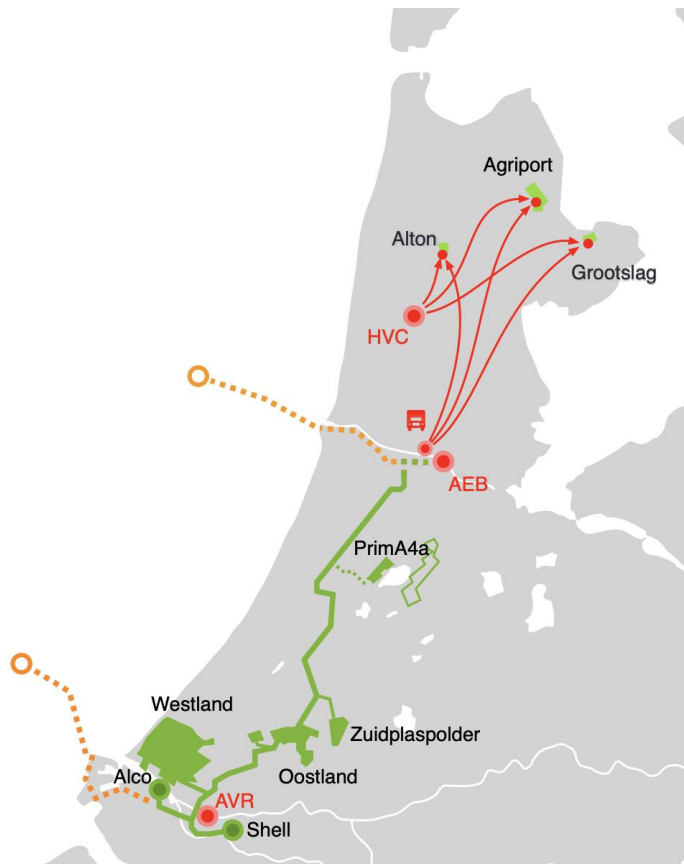 Agriport
Alton
Grootslag
HVC
AEB
PrimA4a
Westland
Zuidplaspolder
Oostland
Alco
AVR
Shell